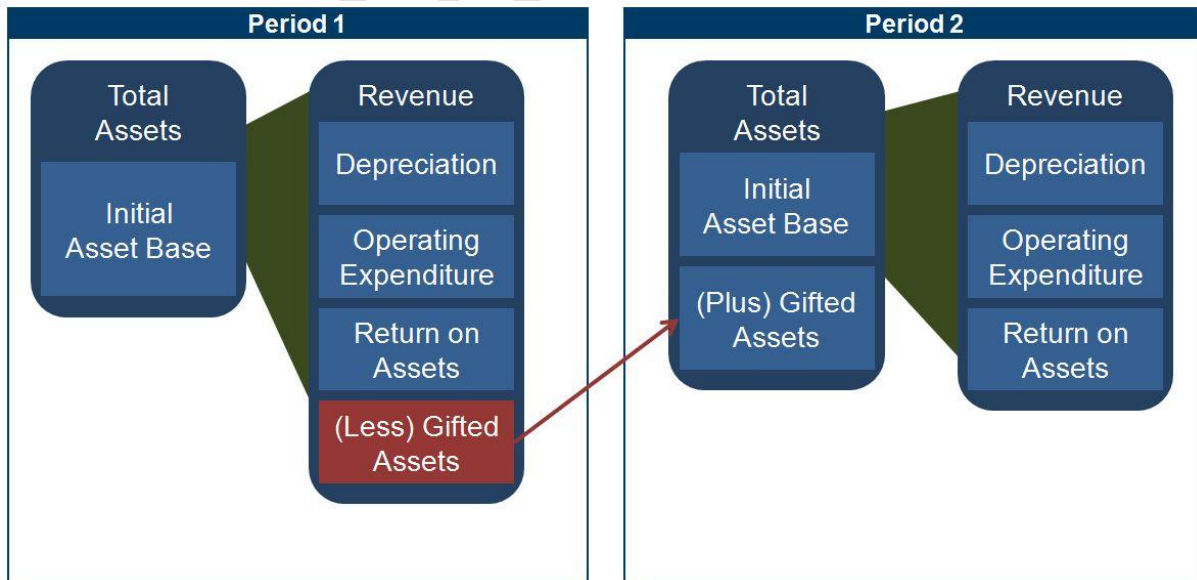 Period 1
Total
Assets
Initial
Asset Base
Revenue
Depreciation
Operating
Expenditure
Return on
Assets
(Less) Gifted
Assets
Period 2
Total
Assets
Initial
Asset Base
(Plus) Gifted
Assets
Revenue
Depreciation
Operating
Expenditure
Return on
Assets